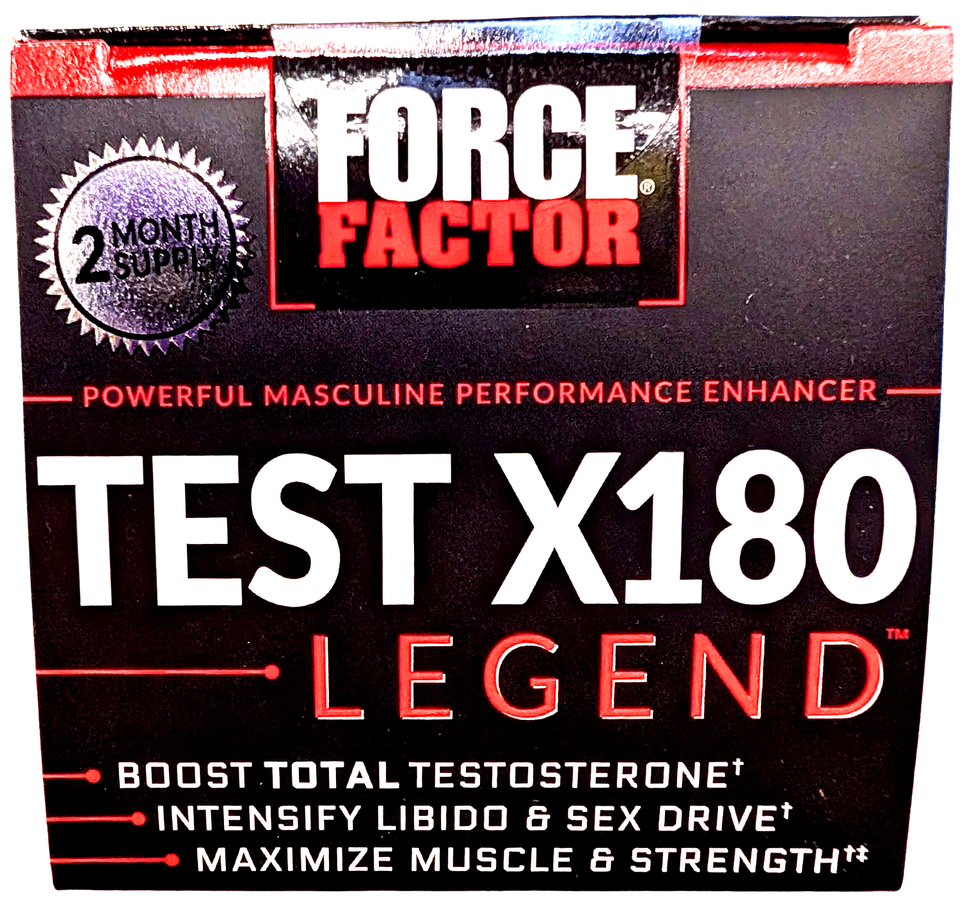 FORCE®
FACTOR
2 MONTH
SUPPLY
POWERFUL MASCULINE PERFORMANCE ENHANCER
TEST X180
LEGEND™
BOOST TOTAL TESTOSTERONE†
INTENSIFY LIBIDO & SEX DRIVE†
MAXIMIZE MUSCLE & STRENGTH†‡